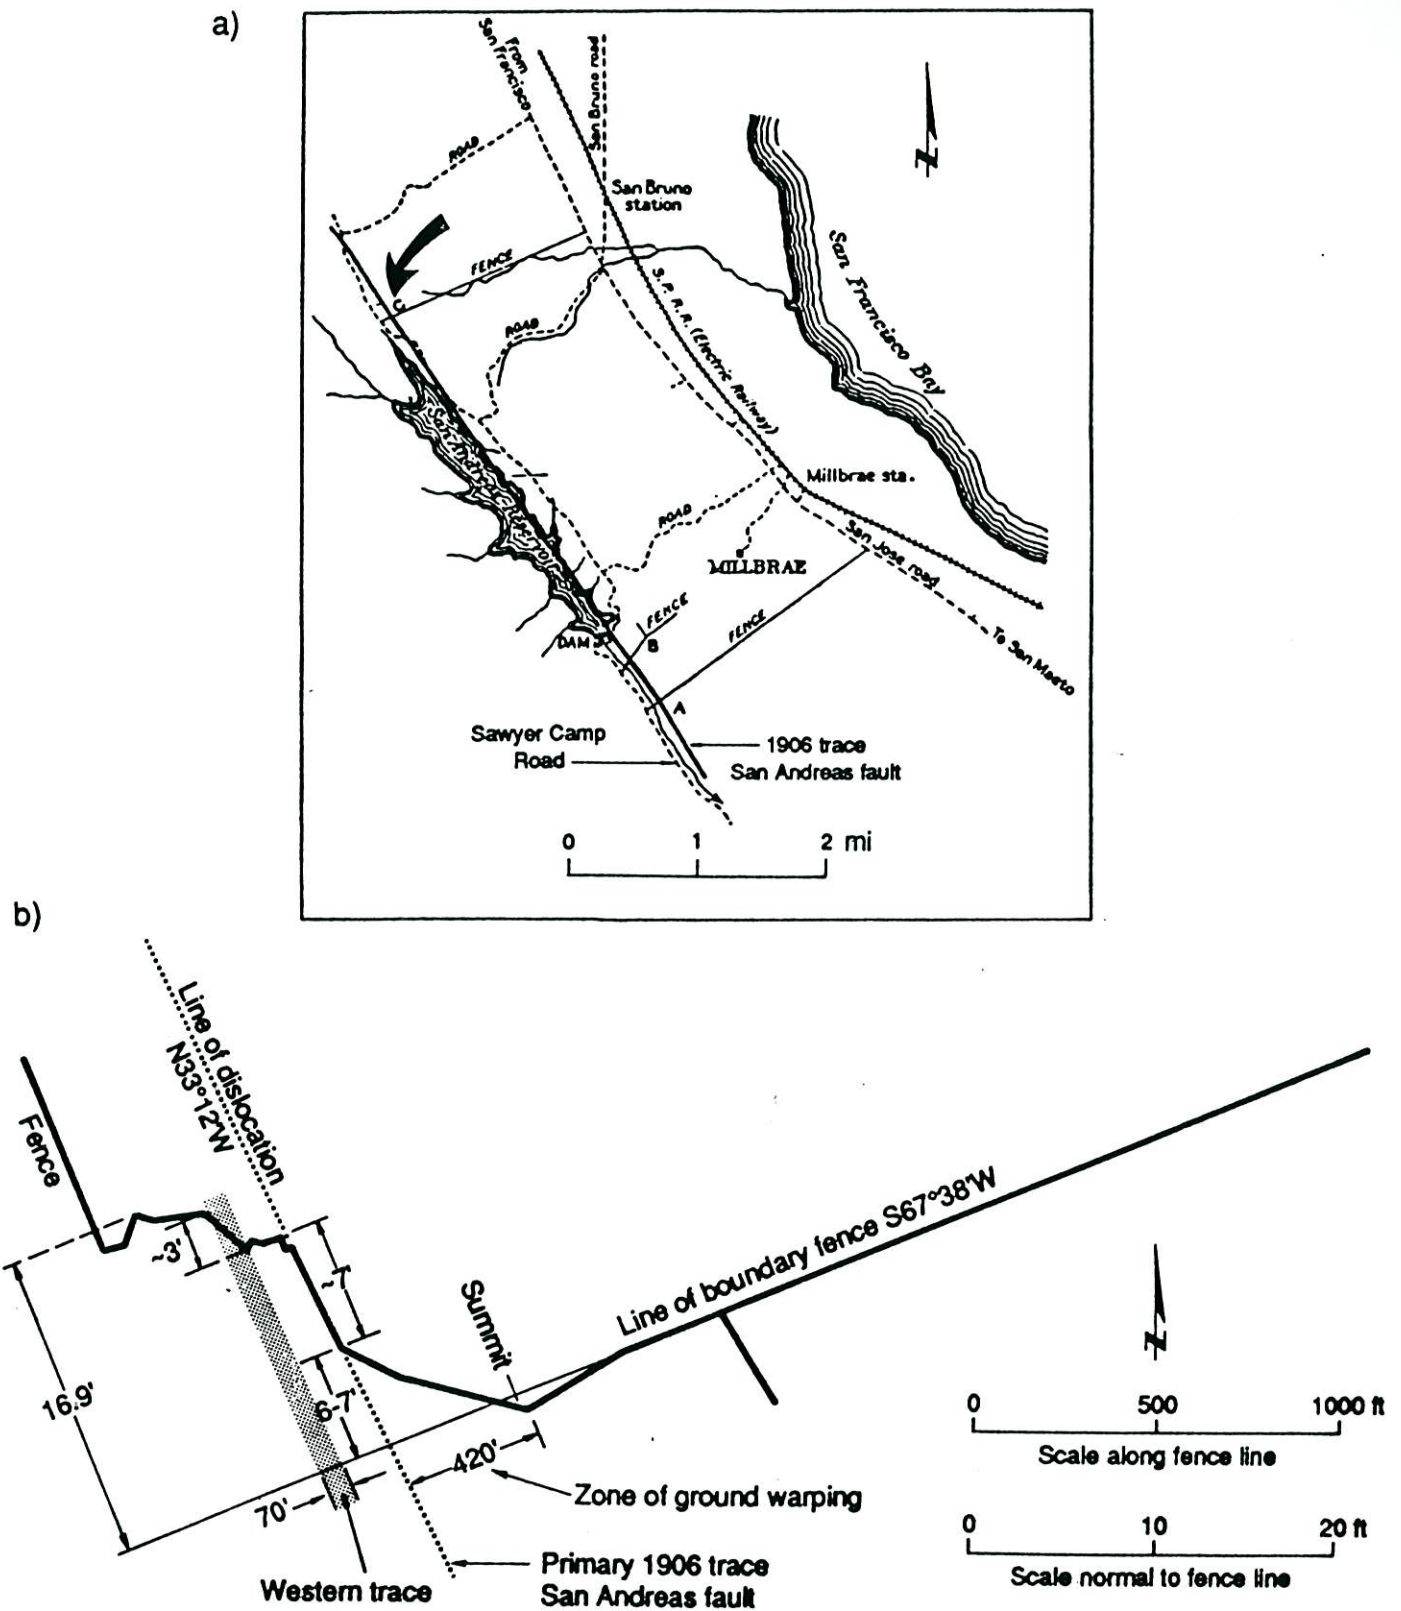 a)
From
San Francisco
San Bruno road
ROAD
San Bruno
station
N
FENCE
C
San Francisco Bay
S.P. R.R. (Electric Railway)
ROAD
San Andreas Reservoir
Millbrae sta.
ROAD
San Jose road
MILLBRAE
FENCE
FENCE
DAM
B
To San Maeto
A
Sawyer Camp
Road
1906 trace
San Andreas fault
0 1 2 mi
b)
Line of dislocation
N33°12'W
Fence
~3'
~7'
Summit
Line of boundary fence S67°38'W
N
16.9'
6-7'
420'
70'
Zone of ground warping
0 500 1000 ft
Scale along fence line
0 10 20 ft
Scale normal to fence line
Western trace
Primary 1906 trace
San Andreas fault